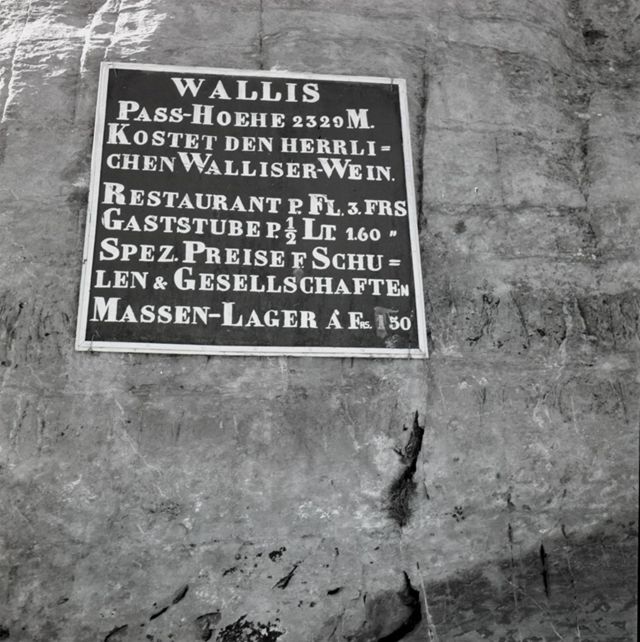 WALLIS
PASS-HOEHE 2329 M.
KOSTET DEN HERRLI=
CHEN WALLISER-WEIN.
RESTAURANT P. FL. 3. FRS
GASTSTUBE P. ½ LT. 1.60 "
SPEZ. PREISE F. SCHU=
LEN & GESELLSCHAFTEN
MASSEN-LAGER À FRS. 1.50